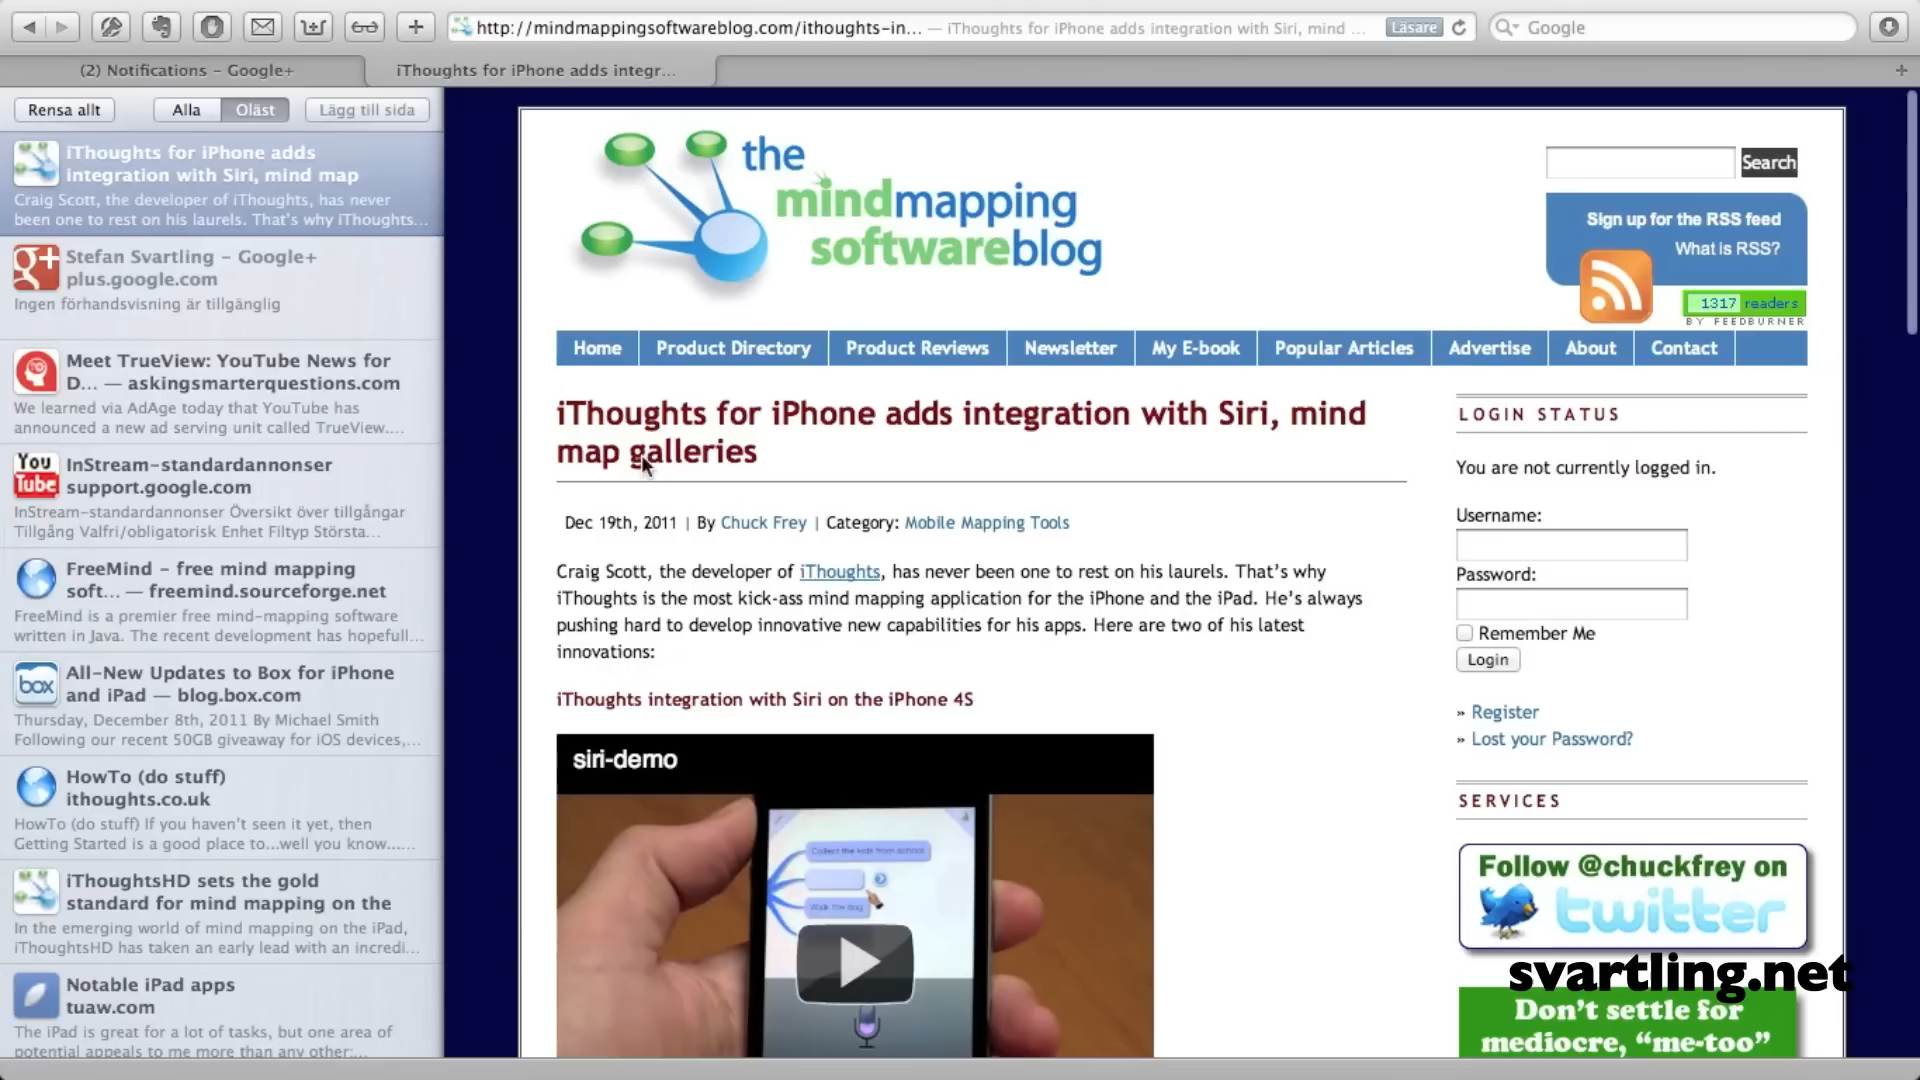 http://mindmappingsoftwareblog.com/ithoughts-in... — iThoughts for iPhone adds integration with Siri, mind ...
Läsare
Google
(2) Notifications – Google+
iThoughts for iPhone adds integr...
Rensa allt
Alla
Oläst
Lägg till sida
iThoughts for iPhone adds
integration with Siri, mind map
Craig Scott, the developer of iThoughts, has never
been one to rest on his laurels. That's why iThoughts...
Stefan Svartling – Google+
plus.google.com
Ingen förhandsvisning är tillgänglig
Meet TrueView: YouTube News for
D... — askingsmarterquestions.com
We learned via AdAge today that YouTube has
announced a new ad serving unit called TrueView....
You
Tube
InStream-standardannonser
support.google.com
InStream-standardannonser Översikt över tillgångar
Tillgång Valfri/obligatorisk Enhet Filtyp Största...
FreeMind – free mind mapping
soft... — freemind.sourceforge.net
FreeMind is a premier free mind-mapping software
written in Java. The recent development has hopefull...
box
All-New Updates to Box for iPhone
and iPad — blog.box.com
Thursday, December 8th, 2011 By Michael Smith
Following our recent 50GB giveaway for iOS devices,...
HowTo (do stuff)
ithoughts.co.uk
HowTo (do stuff) If you haven't seen it yet, then
Getting Started is a good place to...well you know......
iThoughtsHD sets the gold
standard for mind mapping on the
In the emerging world of mind mapping on the iPad,
iThoughtsHD has taken an early lead with an incredi...
Notable iPad apps
tuaw.com
The iPad is great for a lot of tasks, but one area of
potential appeals to me more than any other:...
the
mindmapping
softwareblog
Search
Sign up for the RSS feed
What is RSS?
1317 readers
BY FEEDBURNER
Home
Product Directory
Product Reviews
Newsletter
My E-book
Popular Articles
Advertise
About
Contact
iThoughts for iPhone adds integration with Siri, mind
map galleries
Dec 19th, 2011 | By Chuck Frey | Category: Mobile Mapping Tools
Craig Scott, the developer of iThoughts, has never been one to rest on his laurels. That's why
iThoughts is the most kick-ass mind mapping application for the iPhone and the iPad. He's always
pushing hard to develop innovative new capabilities for his apps. Here are two of his latest
innovations:
iThoughts integration with Siri on the iPhone 4S
siri-demo
Collect the kids from school
Walk the dog
LOGIN STATUS
You are not currently logged in.
Username:
Password:
Remember Me
Login
» Register
» Lost your Password?
SERVICES
Follow @chuckfrey on
twitter
svartling.net
Don't settle for
mediocre, "me-too"